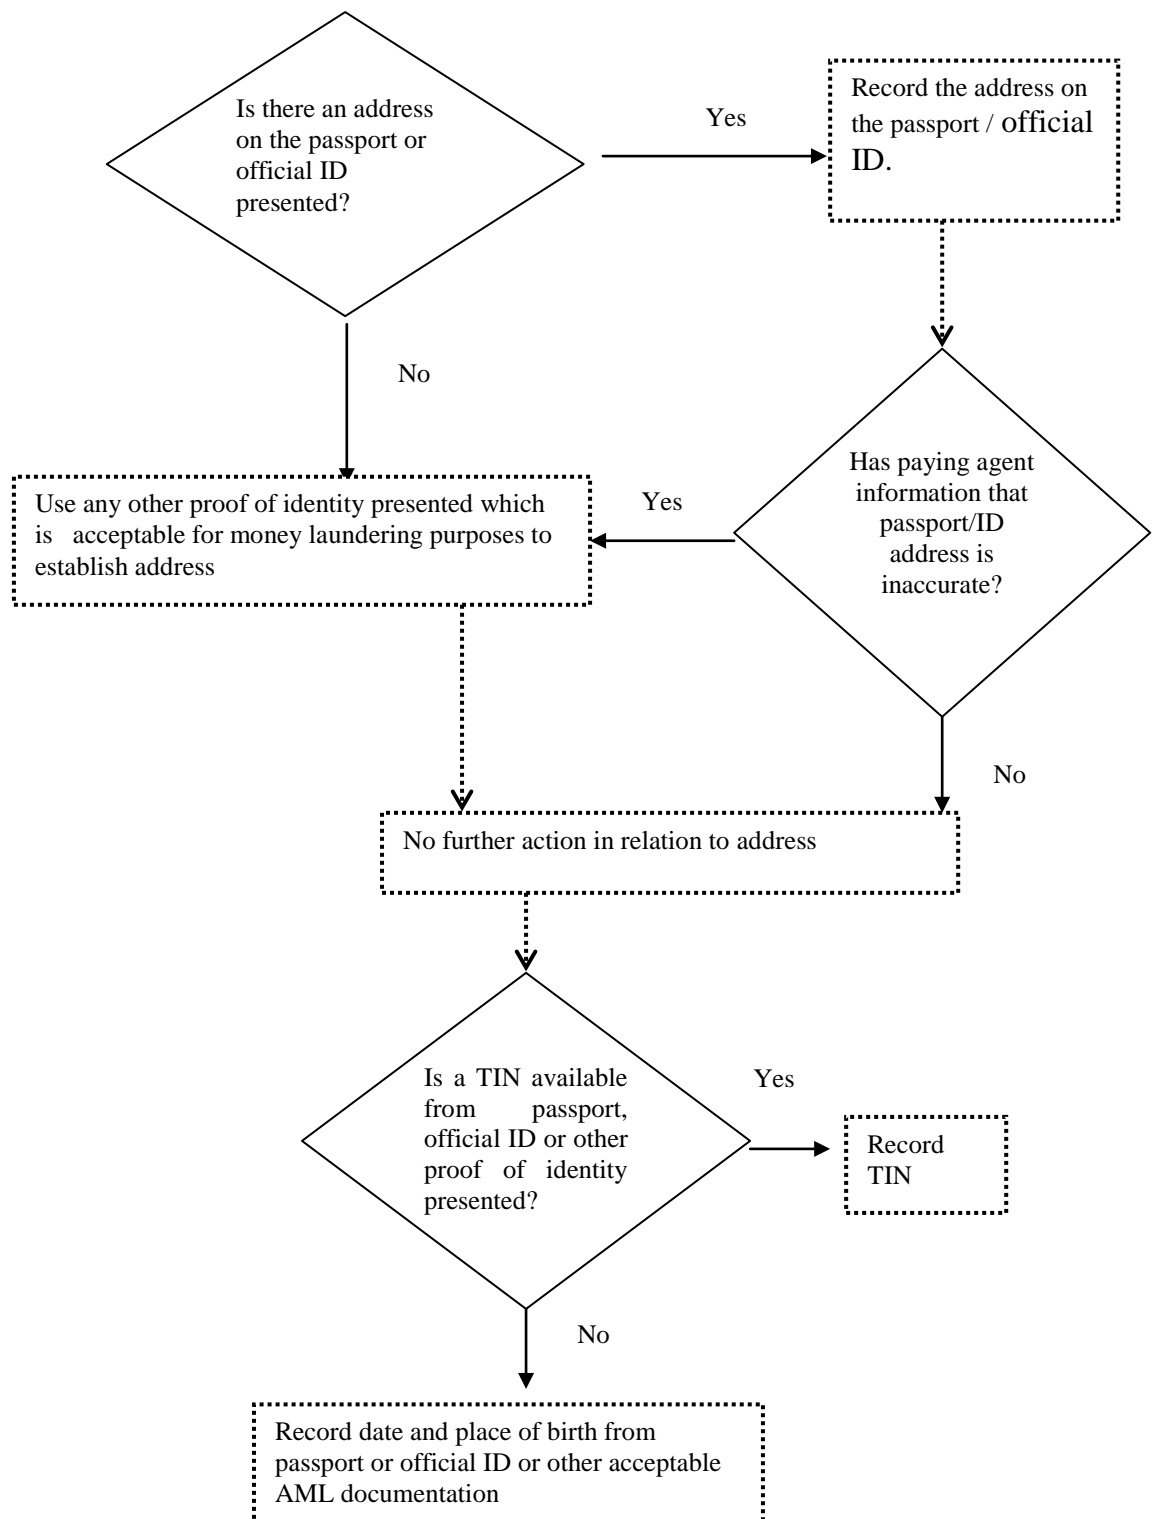 Is there an address
on the passport or
official ID
presented?
Yes
Record the address on
the passport / official
ID.
No
Has paying agent
information that
passport/ID
address is
inaccurate?
Yes
Use any other proof of identity presented which
is acceptable for money laundering purposes to
establish address
No
No further action in relation to address
Is a TIN available
from passport,
official ID or other
proof of identity
presented?
Yes
Record
TIN
No
Record date and place of birth from
passport or official ID or other acceptable
AML documentation